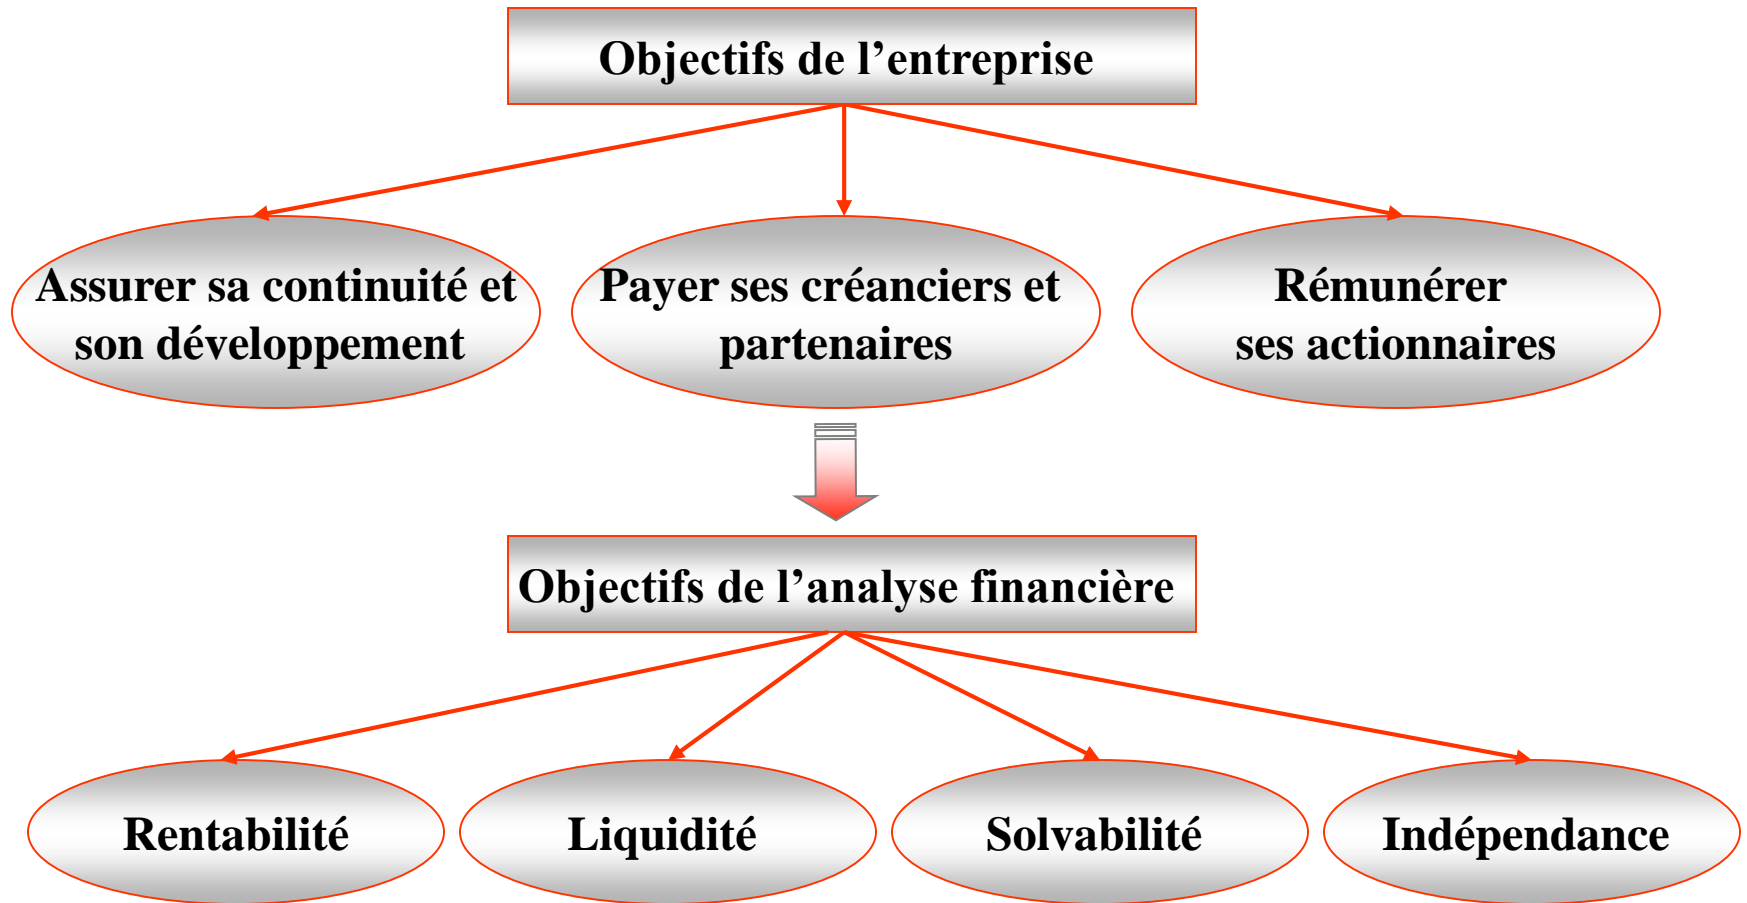 Objectifs de l’entreprise
Assurer sa continuité et
son développement
Payer ses créanciers et
partenaires
Rémunérer
ses actionnaires
Objectifs de l’analyse financière
Rentabilité
Liquidité
Solvabilité
Indépendance